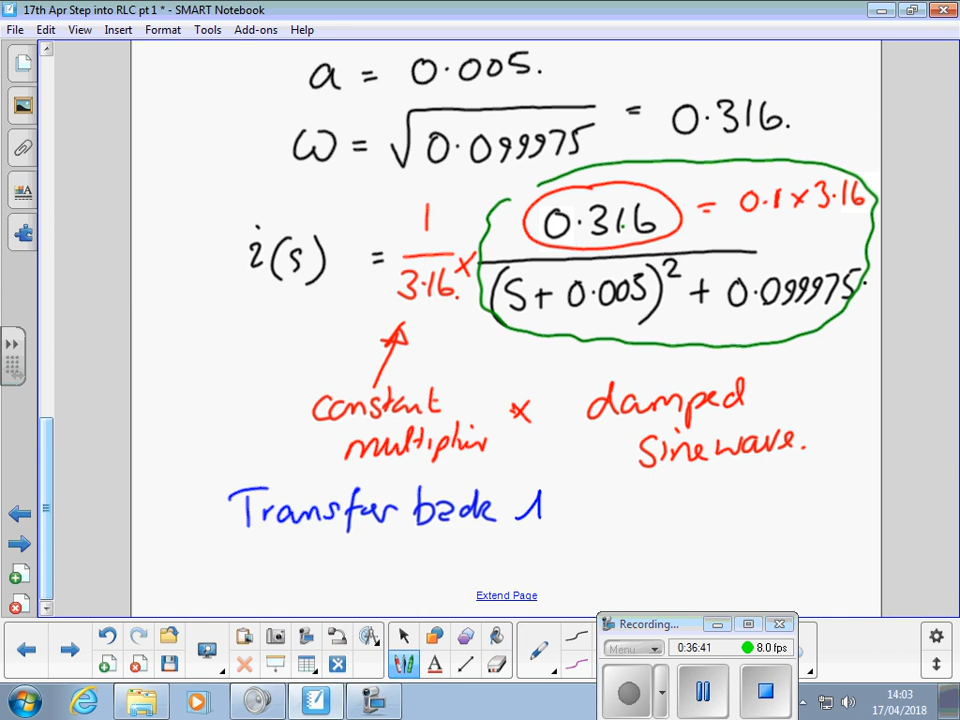 17th Apr Step into RLC pt 1 * - SMART Notebook
File Edit View Insert Format Tools Add-ons Help
a = 0.005.
ω = √0.099975 = 0.316.
i(s) = 1/3.16. × 0.316 = 0.1 × 3.16
(S + 0.005)² + 0.099975.
constant × damped
multiplier sinewave.
Transfer back
Extend Page
Recording...
Menu 0:36:41 8.0 fps
A
14:03
17/04/2018